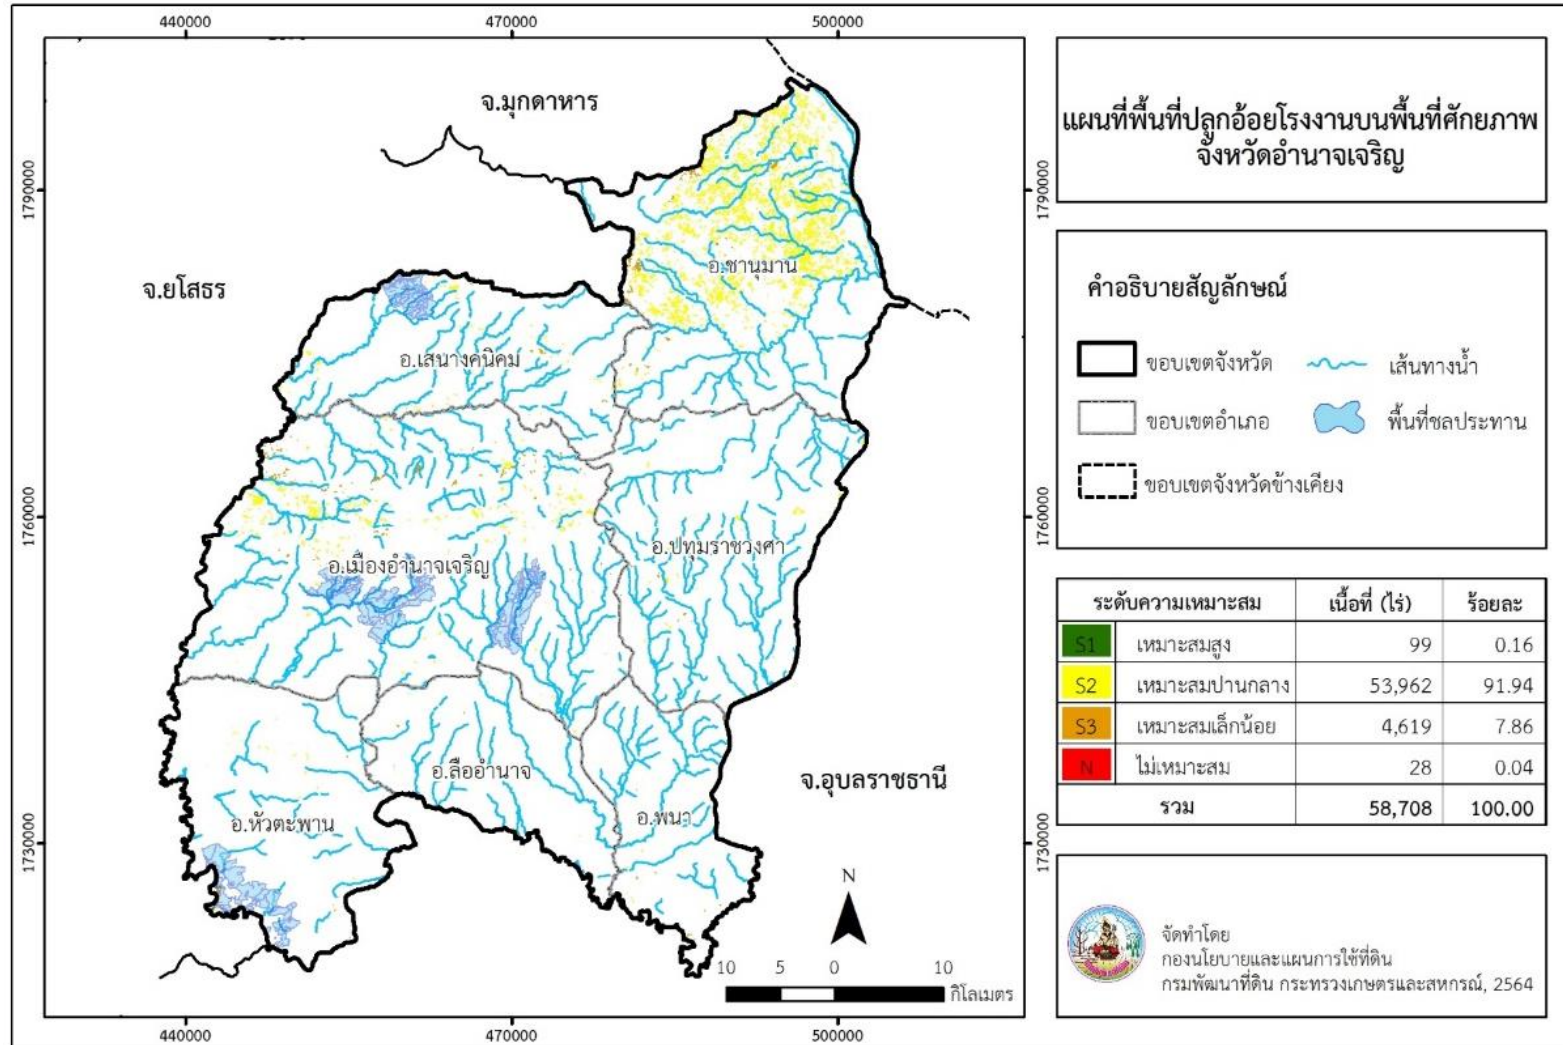 440000
470000
500000
1790000
1760000
1730000
จ.มุกดาหาร
จ.ยโสธร
อ.ชานุมาน
อ.เสนางคนิคม
อ.ปทุมราชวงศา
อ.เมืองอำนาจเจริญ
อ.ลืออำนาจ
จ.อุบลราชธานี
อ.หัวตะพาน
อ.พนา
N
10 5 0 10
กิโลเมตร
1790000
1760000
1730000
440000
470000
500000
แผนที่พื้นที่ปลูกอ้อยโรงงานบนพื้นที่ศักยภาพ
จังหวัดอำนาจเจริญ
คำอธิบายสัญลักษณ์
ขอบเขตจังหวัด เส้นทางน้ำ
ขอบเขตอำเภอ พื้นที่ชลประทาน
ขอบเขตจังหวัดข้างเคียง
ระดับความเหมาะสม เนื้อที่ (ไร่) ร้อยละ
S1 เหมาะสมสูง 99 0.16
S2 เหมาะสมปานกลาง 53,962 91.94
S3 เหมาะสมเล็กน้อย 4,619 7.86
N ไม่เหมาะสม 28 0.04
รวม 58,708 100.00
จัดทำโดย
กองนโยบายและแผนการใช้ที่ดิน
กรมพัฒนาที่ดิน กระทรวงเกษตรและสหกรณ์, 2564